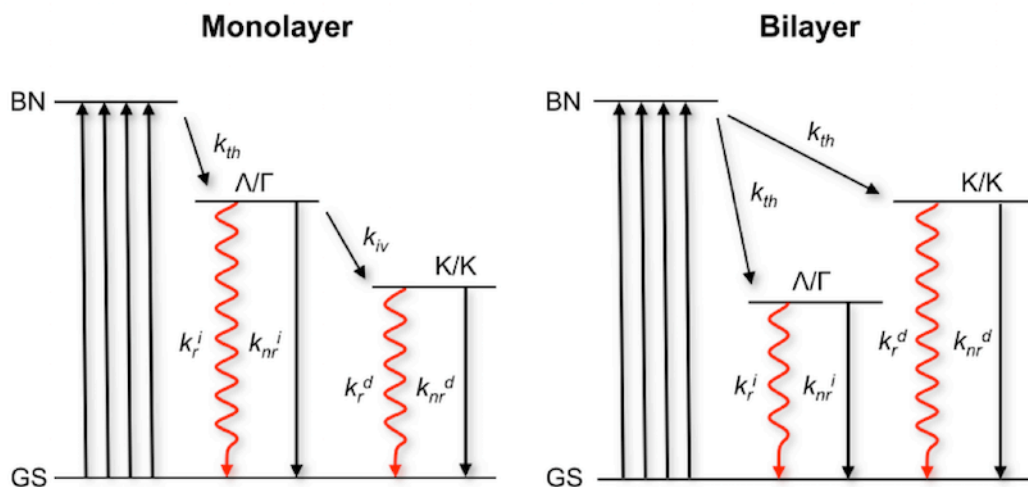 Monolayer
BN
k_th
Λ/Γ
k_iv
K/K
k_r^i
k_nr^i
k_r^d
k_nr^d
GS
Bilayer
BN
k_th
k_th
K/K
Λ/Γ
k_r^i
k_nr^i
k_r^d
k_nr^d
GS